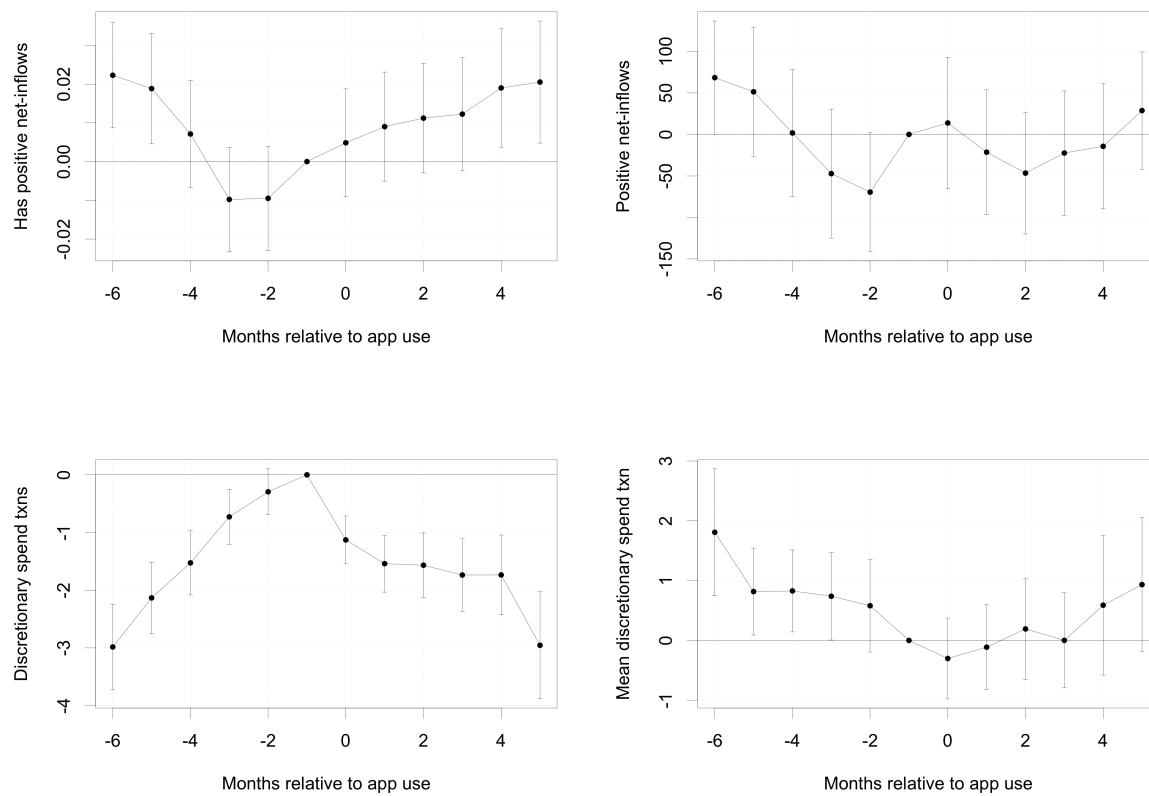 Has positive net-inflows
0.02
0.00
-0.02
-6 -4 -2 0 2 4
Months relative to app use
Positive net-inflows
100
50
0
-50
-150
-6 -4 -2 0 2 4
Months relative to app use
Discretionary spend txns
0
-1
-2
-3
-4
-6 -4 -2 0 2 4
Months relative to app use
Mean discretionary spend txn
3
2
1
0
-1
-6 -4 -2 0 2 4
Months relative to app use